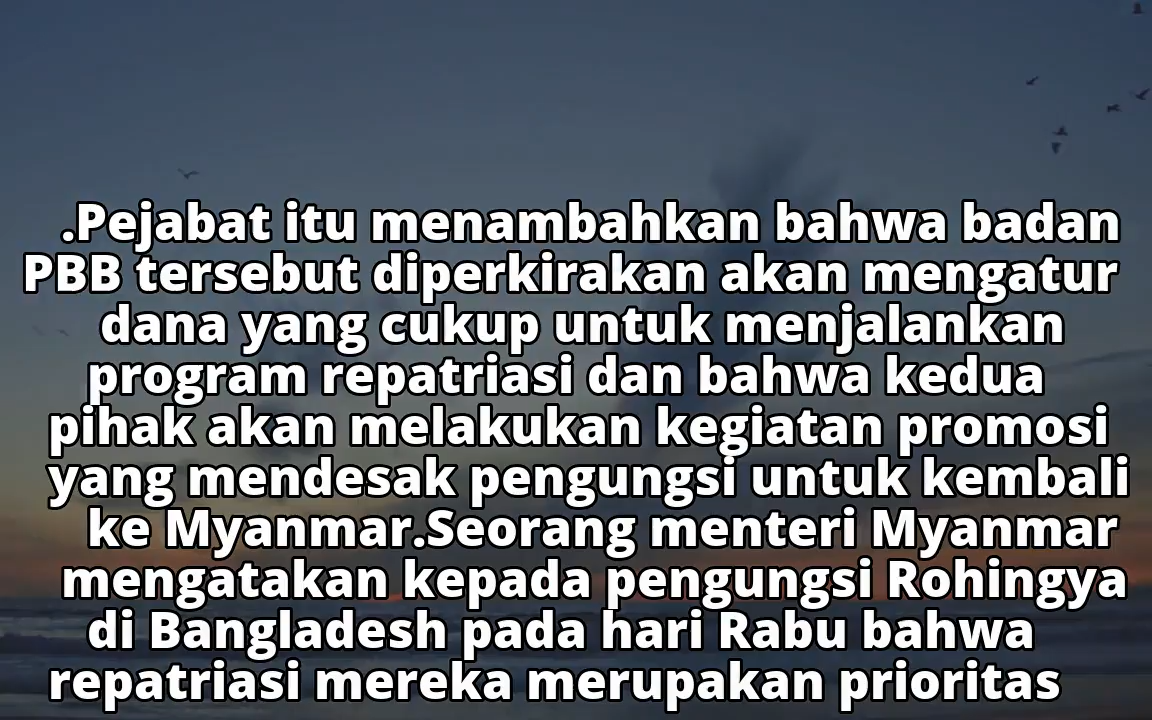 .Pejabat itu menambahkan bahwa badan
PBB tersebut diperkirakan akan mengatur
dana yang cukup untuk menjalankan
program repatriasi dan bahwa kedua
pihak akan melakukan kegiatan promosi
yang mendesak pengungsi untuk kembali
ke Myanmar.Seorang menteri Myanmar
mengatakan kepada pengungsi Rohingya
di Bangladesh pada hari Rabu bahwa
repatriasi mereka merupakan prioritas